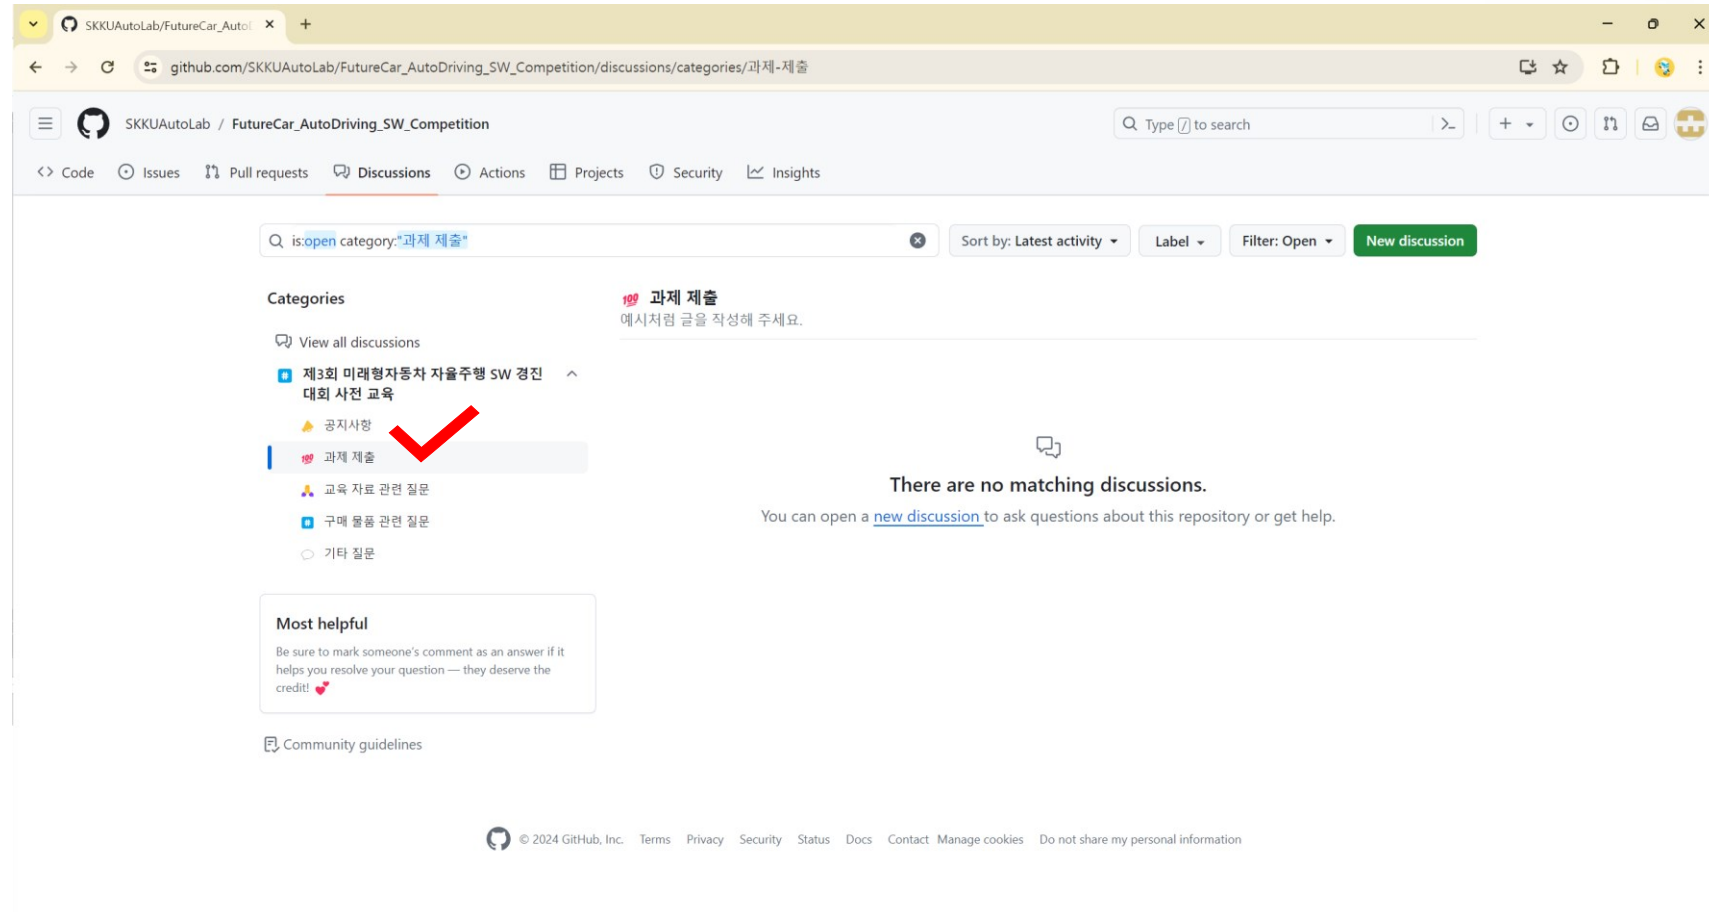 SKKUAutoLab/FutureCar_Auto
github.com/SKKUAutoLab/FutureCar_AutoDriving_SW_Competition/discussions/categories/과제-제출
SKKUAutoLab / FutureCar_AutoDriving_SW_Competition
Type / to search
Code Issues Pull requests Discussions Actions Projects Security Insights
is:open category:"과제 제출"
Sort by: Latest activity Label Filter: Open New discussion
Categories
View all discussions
# 제3회 미래형자동차 자율주행 SW 경진
대회 사전 교육
공지사항
💯 과제 제출
교육 자료 관련 질문
# 구매 물품 관련 질문
기타 질문
Most helpful
Be sure to mark someone's comment as an answer if it
helps you resolve your question — they deserve the
credit! 💕
Community guidelines
💯 과제 제출
예시처럼 글을 작성해 주세요.
There are no matching discussions.
You can open a new discussion to ask questions about this repository or get help.
© 2024 GitHub, Inc. Terms Privacy Security Status Docs Contact Manage cookies Do not share my personal information